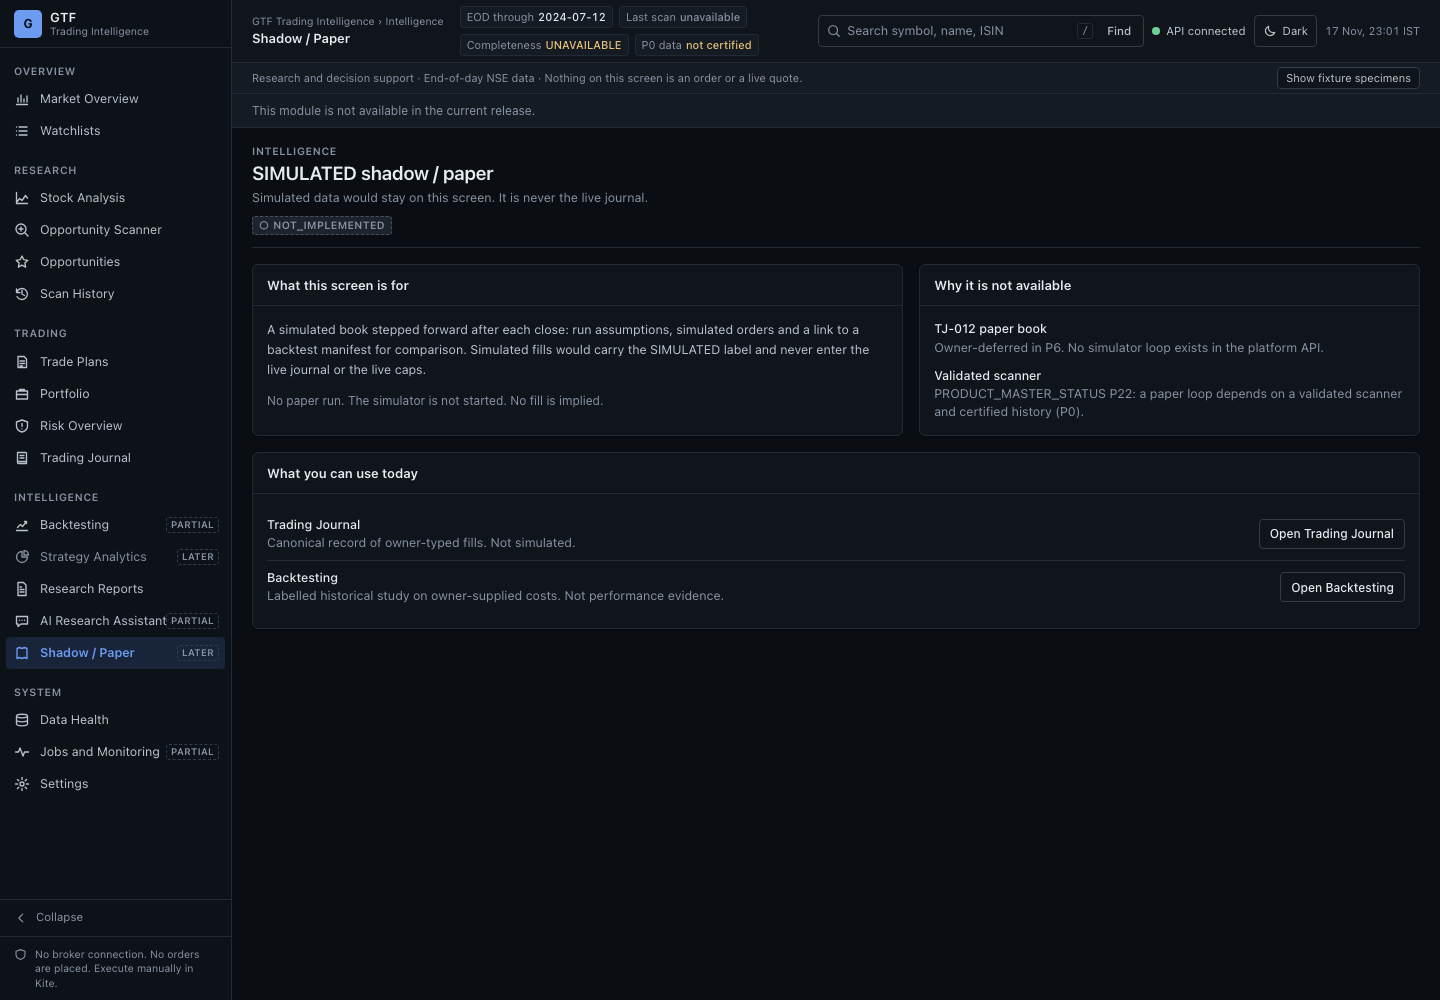 G
GTF
Trading Intelligence
OVERVIEW
Market Overview
Watchlists
RESEARCH
Stock Analysis
Opportunity Scanner
Opportunities
Scan History
TRADING
Trade Plans
Portfolio
Risk Overview
Trading Journal
INTELLIGENCE
Backtesting PARTIAL
Strategy Analytics LATER
Research Reports
AI Research Assistant PARTIAL
Shadow / Paper LATER
SYSTEM
Data Health
Jobs and Monitoring PARTIAL
Settings
Collapse
No broker connection. No orders
are placed. Execute manually in
Kite.
GTF Trading Intelligence › Intelligence
Shadow / Paper
EOD through 2024-07-12
Last scan unavailable
Completeness UNAVAILABLE
P0 data not certified
Search symbol, name, ISIN / Find
API connected
Dark
17 Nov, 23:01 IST
Research and decision support · End-of-day NSE data · Nothing on this screen is an order or a live quote.
Show fixture specimens
This module is not available in the current release.
INTELLIGENCE
SIMULATED shadow / paper
Simulated data would stay on this screen. It is never the live journal.
NOT_IMPLEMENTED
What this screen is for
A simulated book stepped forward after each close: run assumptions, simulated orders and a link to a
backtest manifest for comparison. Simulated fills would carry the SIMULATED label and never enter the
live journal or the live caps.
No paper run. The simulator is not started. No fill is implied.
Why it is not available
TJ-012 paper book
Owner-deferred in P6. No simulator loop exists in the platform API.
Validated scanner
PRODUCT_MASTER_STATUS P22: a paper loop depends on a validated scanner
and certified history (P0).
What you can use today
Trading Journal
Canonical record of owner-typed fills. Not simulated.
Open Trading Journal
Backtesting
Labelled historical study on owner-supplied costs. Not performance evidence.
Open Backtesting